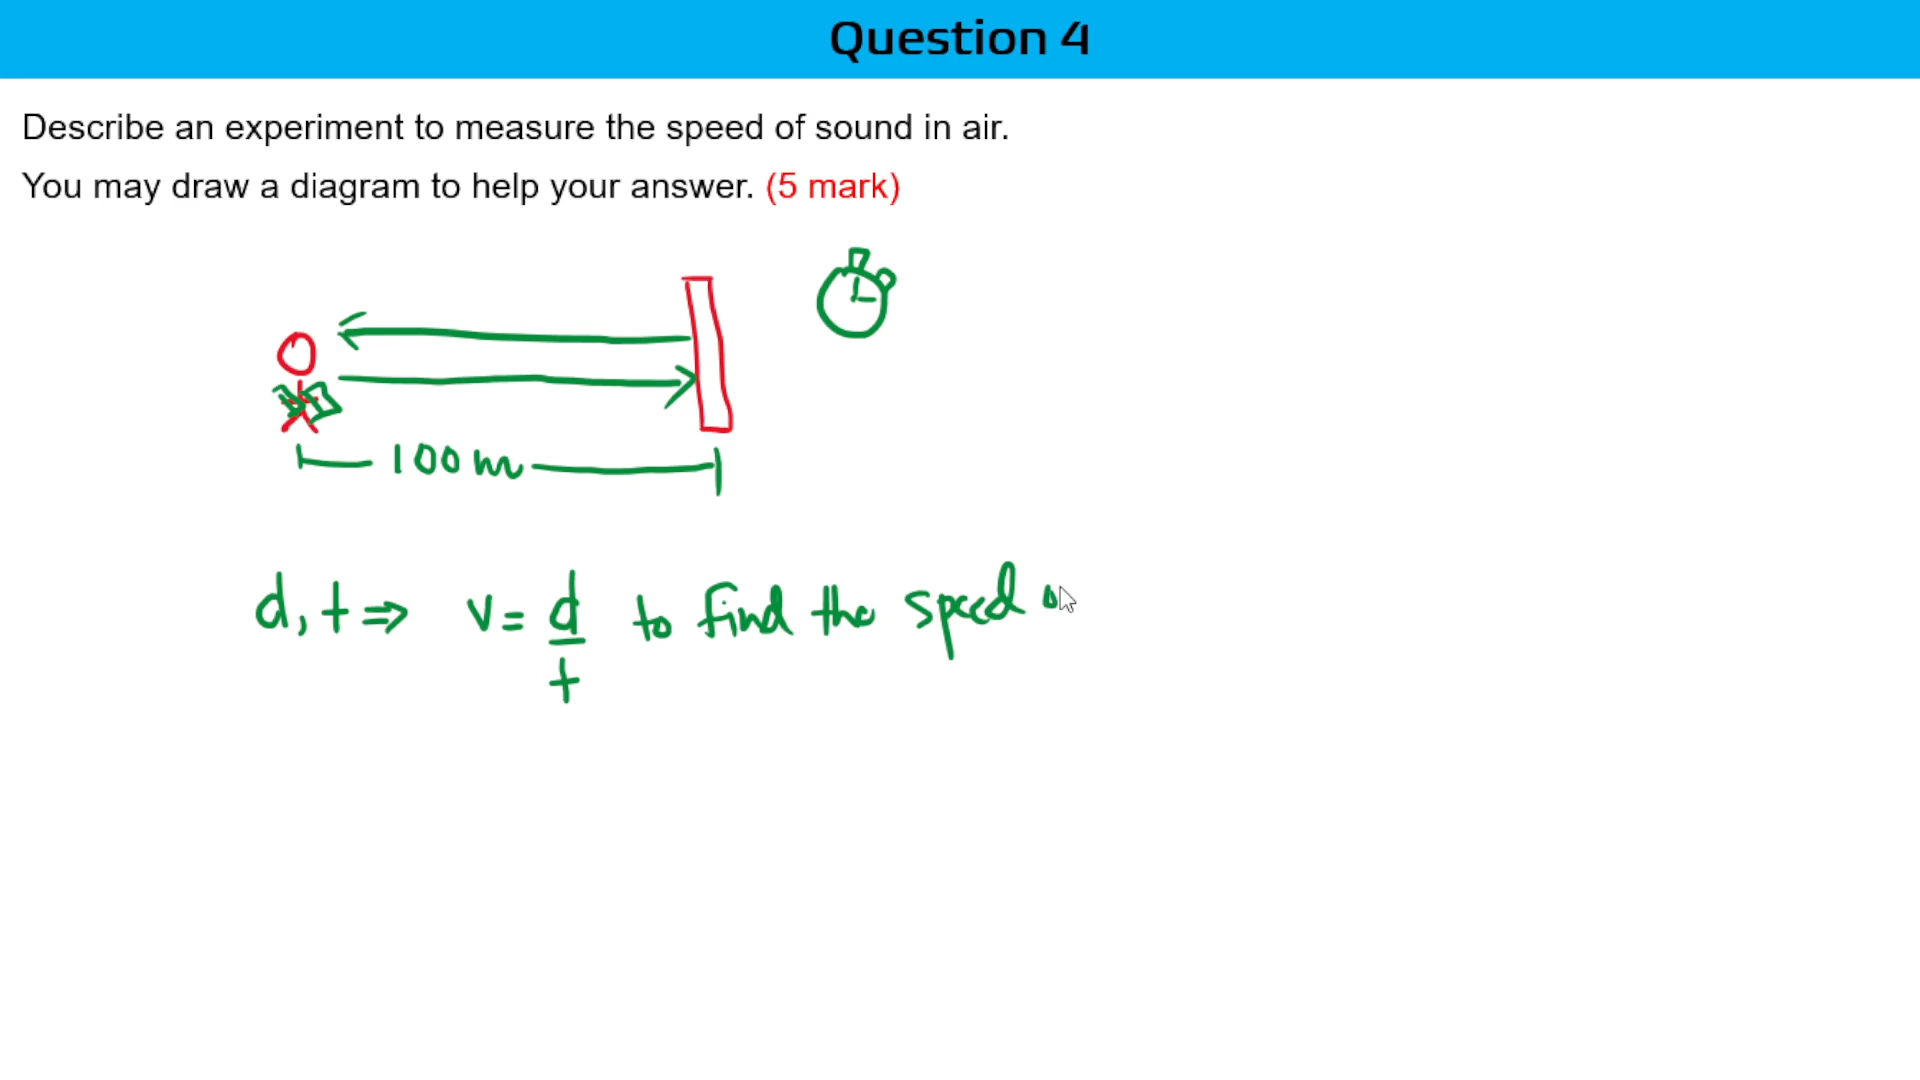 Question 4
Describe an experiment to measure the speed of sound in air.
You may draw a diagram to help your answer. (5 mark)
100m
d, t ⇒ v = d/t to find the speed